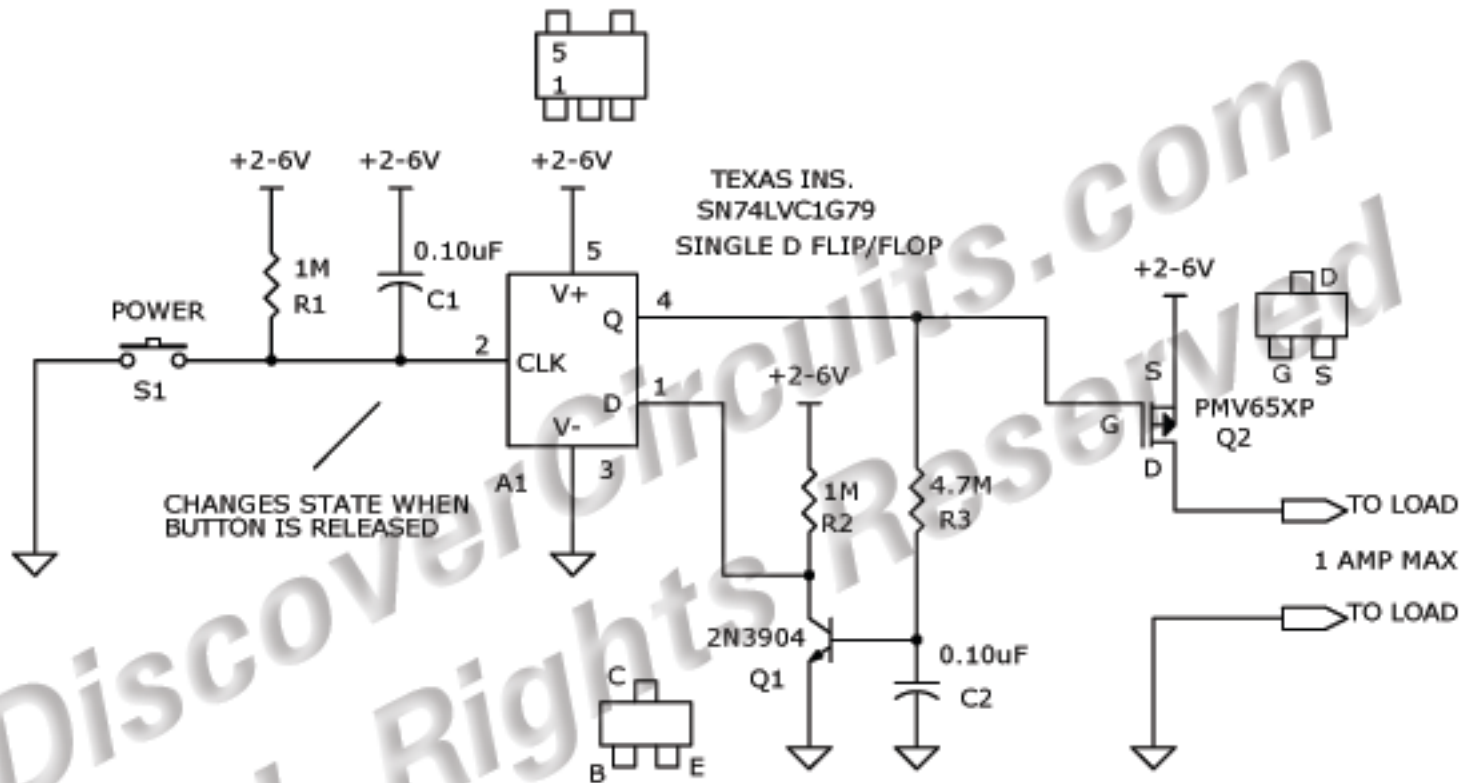 5
1
+2-6V
+2-6V
+2-6V
TEXAS INS.
SN74LVC1G79
SINGLE D FLIP/FLOP
0.10uF
C1
1M
R1
POWER
S1
5
V+
Q
4
2
CLK
D
1
V-
3
A1
CHANGES STATE WHEN
BUTTON IS RELEASED
+2-6V
1M
R2
4.7M
R3
+2-6V
D
G S
S
G
D
PMV65XP
Q2
TO LOAD
1 AMP MAX
TO LOAD
2N3904
Q1
0.10uF
C2
C
B E
DiscoverCircuits.com
Rights Reserved